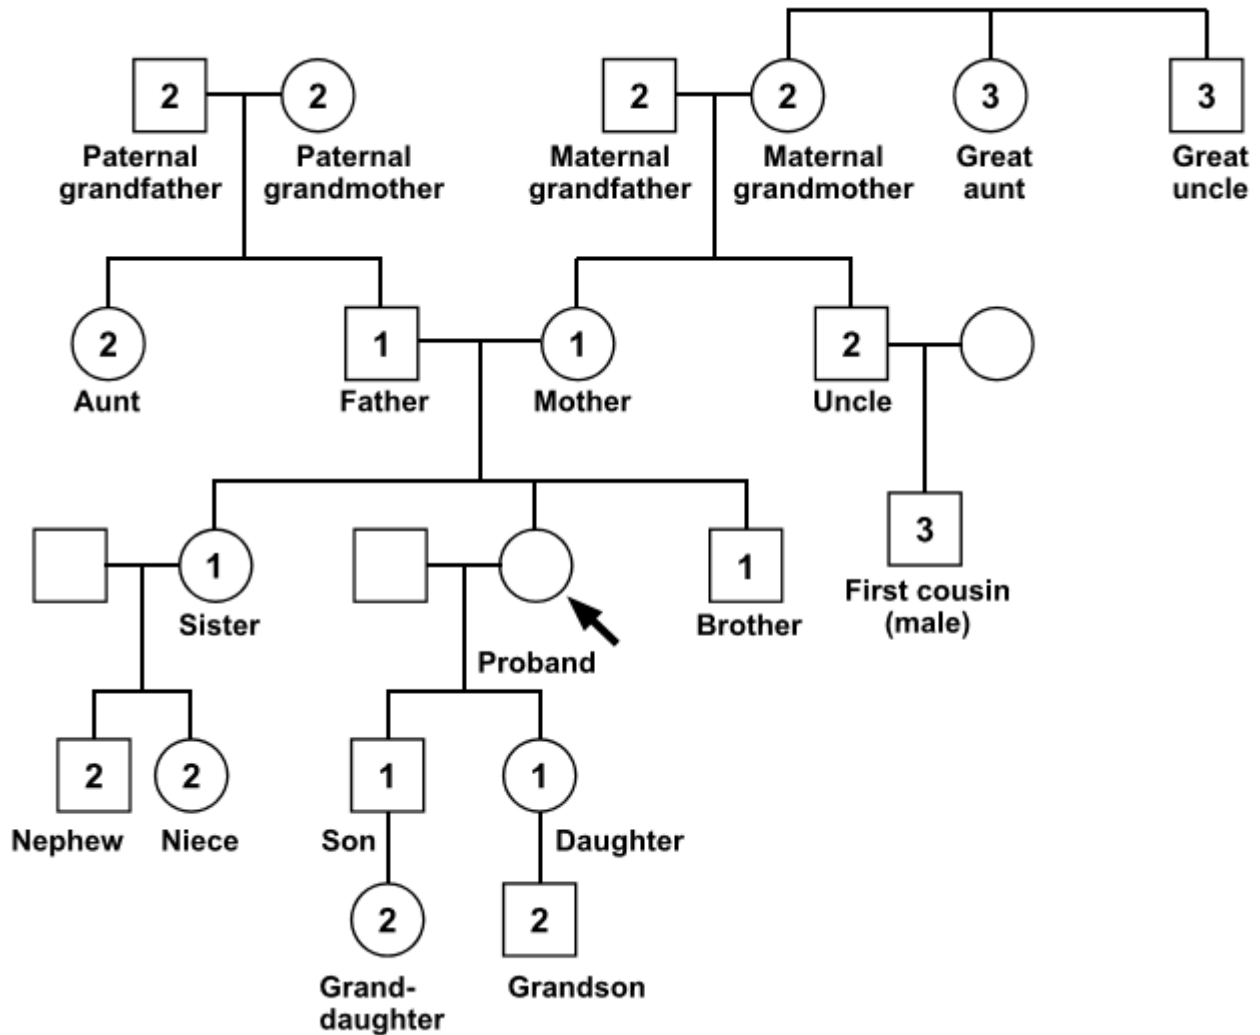 2 2 2 2 3 3
Paternal Paternal Maternal Maternal Great Great
grandfather grandmother grandfather grandmother aunt uncle
2 1 1 2
Aunt Father Mother Uncle
3
First cousin
(male)
1 1
Sister Brother
Proband
2 2 1 1
Nephew Niece Son Daughter
2 2
Grand- Grandson
daughter